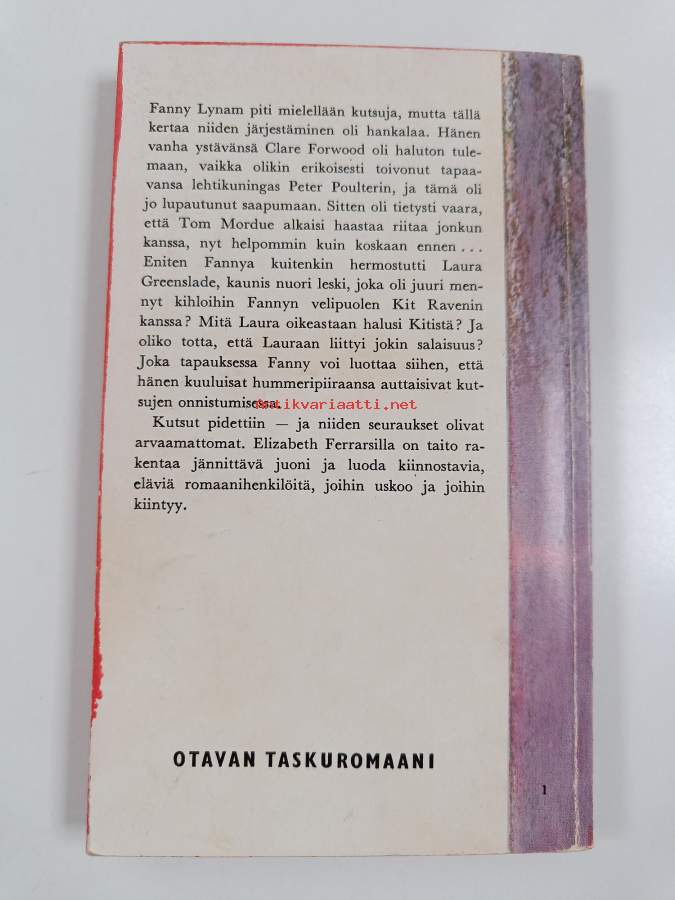 Fanny Lynam piti mielellään kutsuja, mutta tällä
kertaa niiden järjestäminen oli hankalaa. Hänen
vanha ystävänsä Clare Forwood oli haluton tule-
maan, vaikka olikin erikoisesti toivonut tapaa-
vansa lehtikuningas Peter Poulterin, ja tämä oli
jo lupautunut saapumaan. Sitten oli tietysti vaara,
että Tom Mordue alkaisi haastaa riitaa jonkun
kanssa, nyt helpommin kuin koskaan ennen . . .
Eniten Fannya kuitenkin hermostutti Laura
Greenslade, kaunis nuori leski, joka oli juuri men-
nyt kihloihin Fannyn velipuolen Kit Ravenin
kanssa? Mitä Laura oikeastaan halusi Kitistä? Ja
oliko totta, että Lauraan liittyi jokin salaisuus?
Joka tapauksessa Fanny voi luottaa siihen, että
hänen kuuluisat hummeripiiraansa auttaisivat kut-
sujen onnistumisessa.
Antikvariaatti.net
Kutsut pidettiin — ja niiden seuraukset olivat
arvaamattomat. Elizabeth Ferrarsilla on taito ra-
kentaa jännittävä juoni ja luoda kiinnostavia,
eläviä romaanihenkilöitä, joihin uskoo ja joihin
kiintyy.
OTAVAN TASKUROMAANI
1